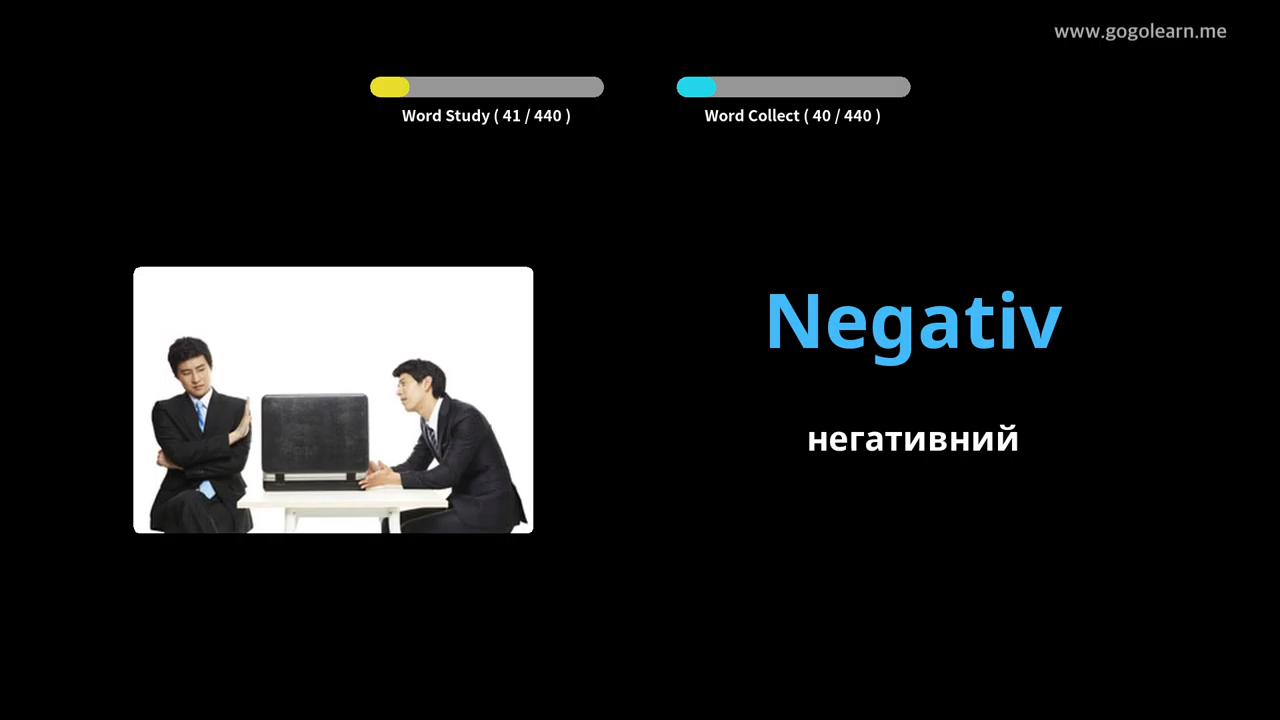 www.gogolearn.me
Word Study ( 41 / 440 )
Word Collect ( 40 / 440 )
Negativ
негативний